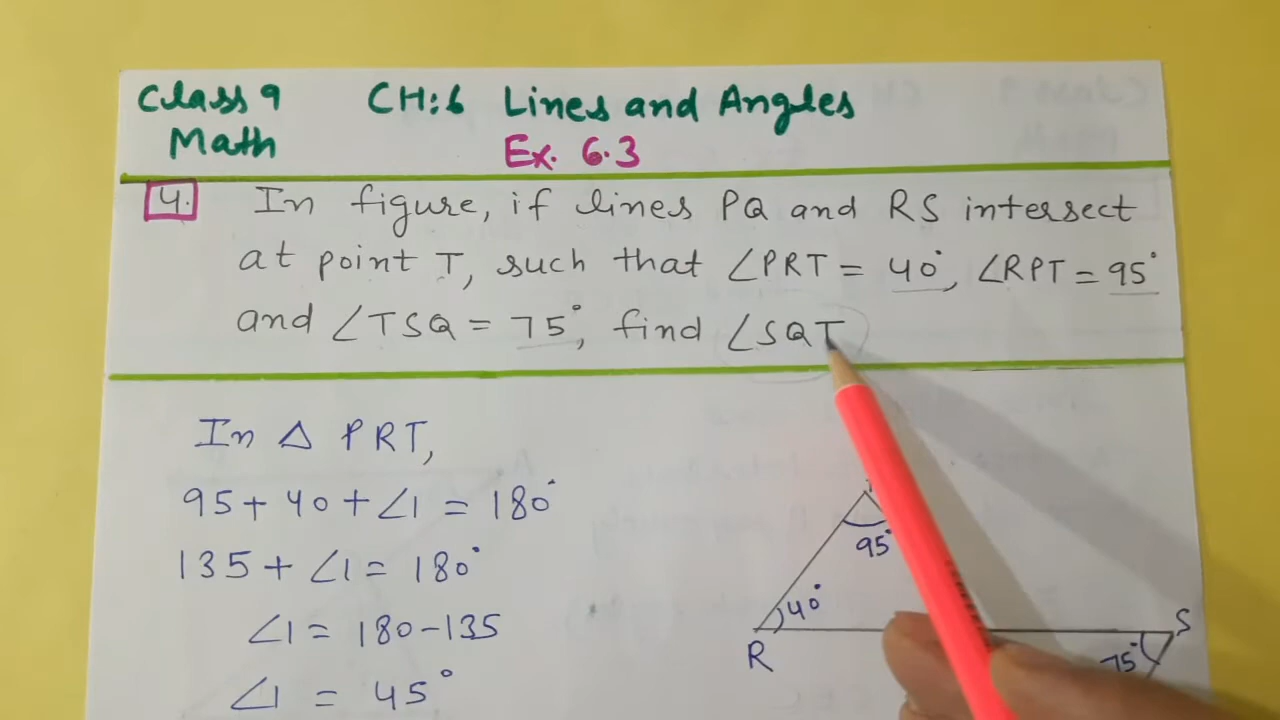 Class 9 CH:6 Lines and Angles
Math Ex. 6.3
4. In figure, if lines PQ and RS intersect
at point T, such that ∠PRT = 40°, ∠RPT = 95°
and ∠TSQ = 75°, find ∠SQT
In △ PRT,
95 + 40 + ∠1 = 180°
135 + ∠1 = 180°
∠1 = 180 - 135
∠1 = 45°
95°
40°
S
R
75°